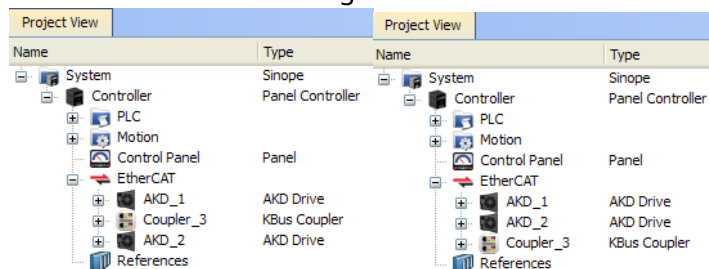 Project View
Name Type
System Sinope
Controller Panel Controller
PLC
Motion
Control Panel Panel
EtherCAT
AKD_1 AKD Drive
Coupler_3 KBus Coupler
AKD_2 AKD Drive
References
Project View
Name Type
System Sinope
Controller Panel Controller
PLC
Motion
Control Panel Panel
EtherCAT
AKD_1 AKD Drive
AKD_2 AKD Drive
Coupler_3 KBus Coupler
References